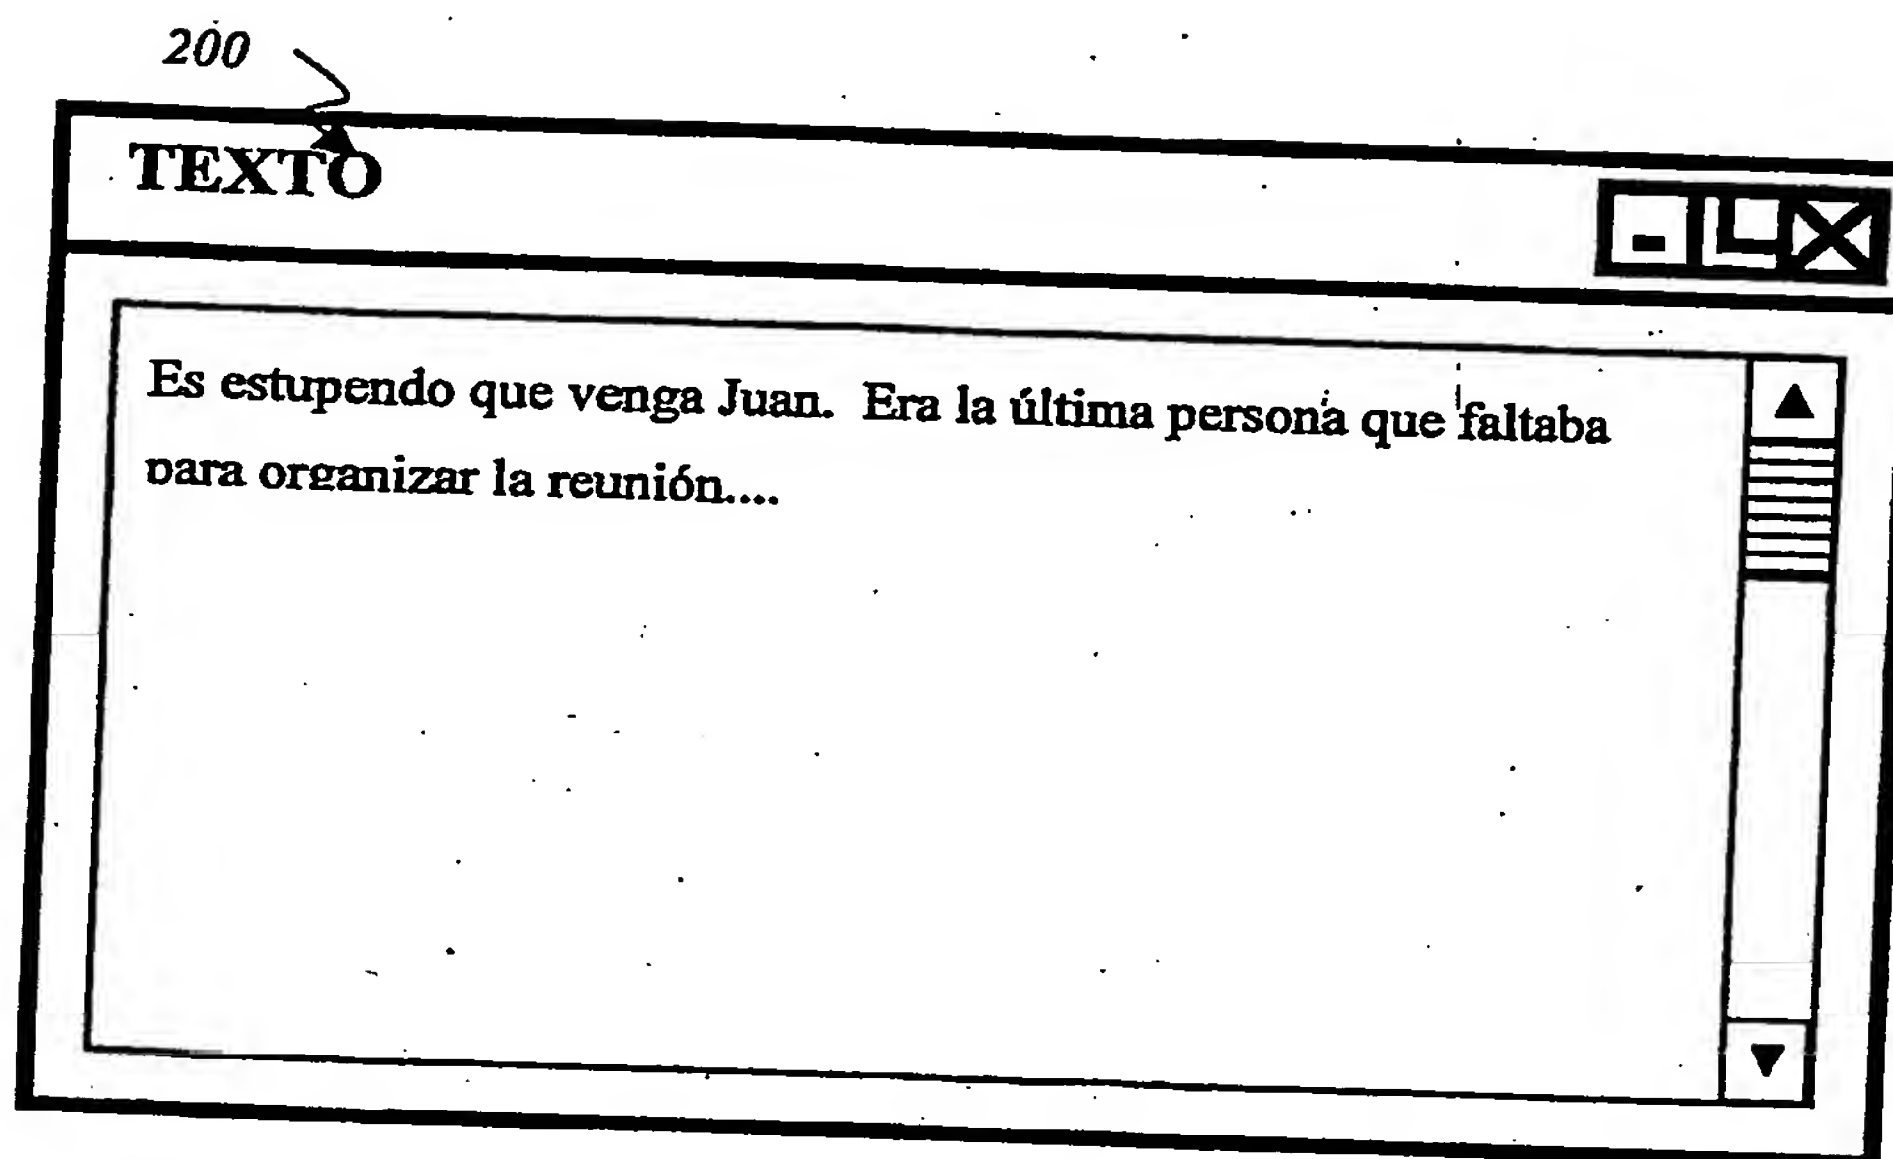 200
TEXTO
Es estupendo que venga Juan. Era la última persona que faltaba
para organizar la reunión....